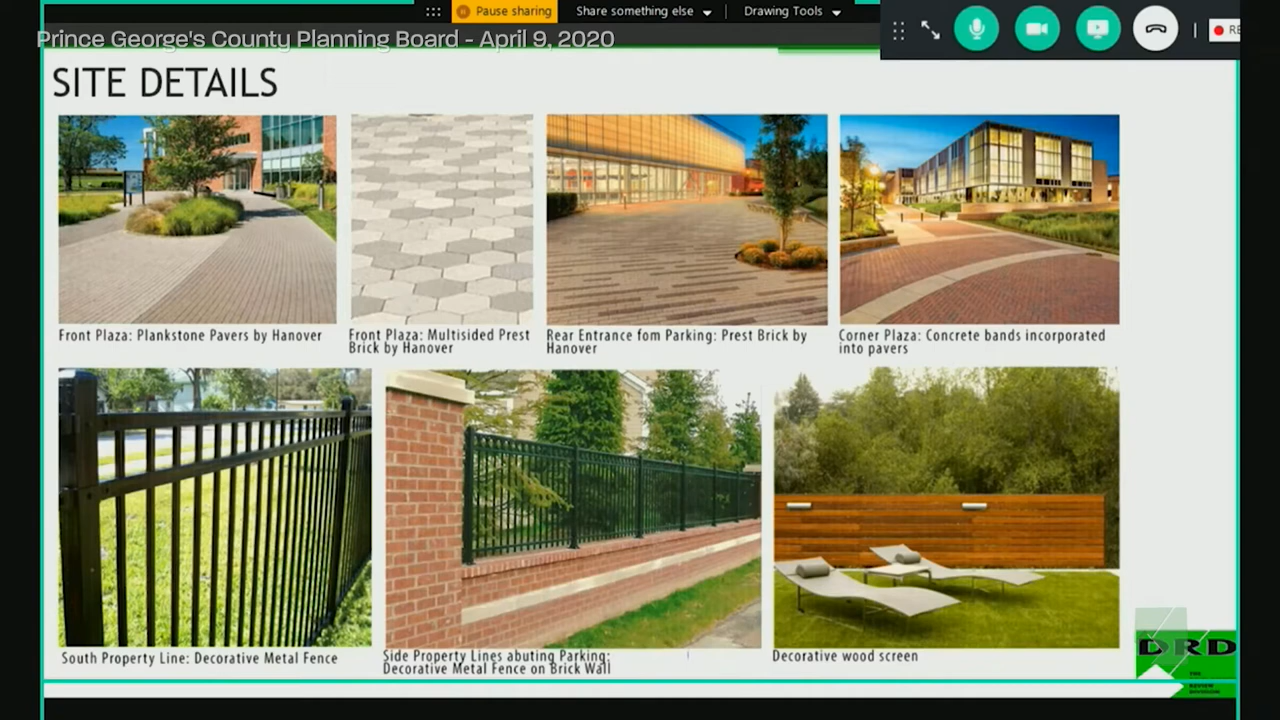 Pause sharing
Share something else
Drawing Tools
Prince George's County Planning Board - April 9, 2020
SITE DETAILS
Front Plaza: Plankstone Pavers by Hanover
Front Plaza: Multisided Prest
Brick by Hanover
Rear Entrance fom Parking: Prest Brick by
Hanover
Corner Plaza: Concrete bands incorporated
into pavers
South Property Line: Decorative Metal Fence
Side Property Lines abuting Parking:
Decorative Metal Fence on Brick Wall
Decorative wood screen
DRD
THE
REVIEW
DIVISION